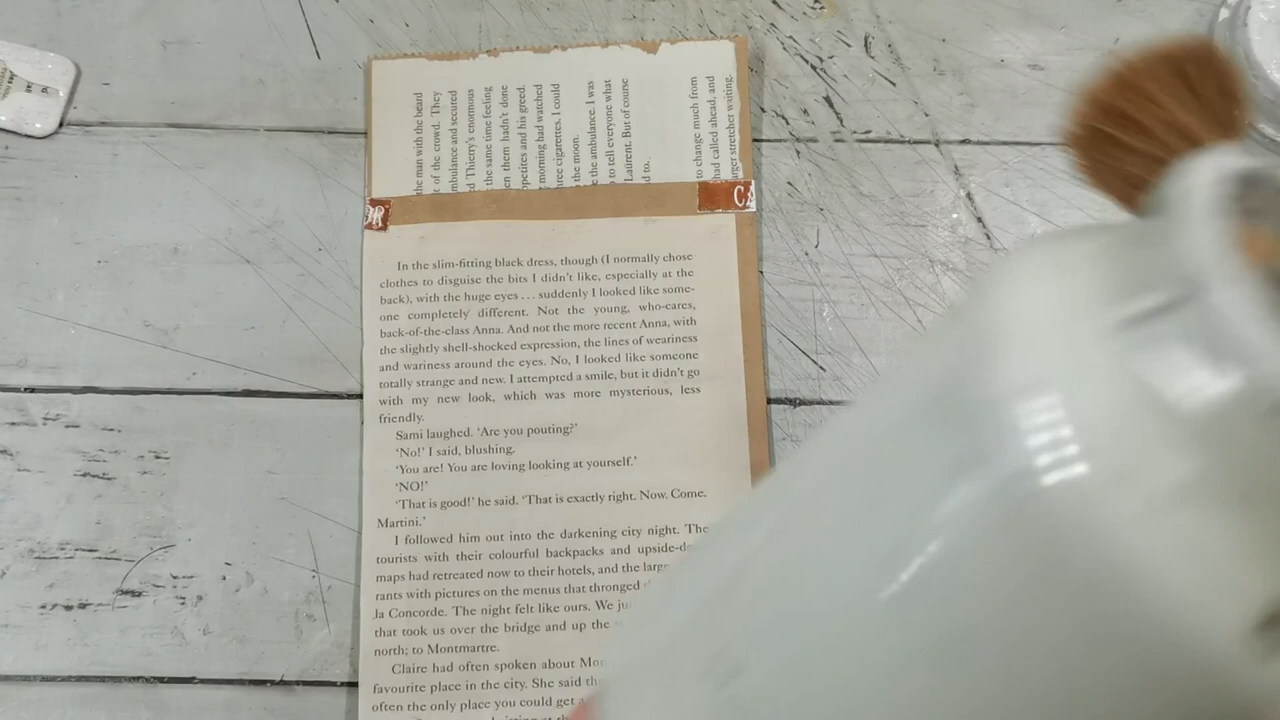 the man with the beard
t of the crowd. They
mbulance and secured
d Thierry's enormous
the same time feeling
en them hadn't done
petites and his greed.
morning had watched
ree cigarettes. I could
the moon.
e the ambulance. I was
to tell everyone what
Laurent. But of course
d to.
to change much from
had called ahead, and
arger stretcher waiting.
OR
CA
In the slim-fitting black dress, though (I normally chose
clothes to disguise the bits I didn't like, especially at the
back), with the huge eyes ... suddenly I looked like some-
one completely different. Not the young, who-cares,
back-of-the-class Anna. And not the more recent Anna, with
the slightly shell-shocked expression, the lines of weariness
and wariness around the eyes. No, I looked like someone
totally strange and new. I attempted a smile, but it didn't go
with my new look, which was more mysterious, less
friendly.
Sami laughed. 'Are you pouting?'
'No!' I said, blushing.
'You are! You are loving looking at yourself.'
'NO!'
'That is good!' he said. 'That is exactly right. Now. Come.
Martini.'
I followed him out into the darkening city night. The
tourists with their colourful backpacks and upside-do
maps had retreated now to their hotels, and the large
rants with pictures on the menus that thronged
la Concorde. The night felt like ours. We ju
that took us over the bridge and up the
north; to Montmartre.
Claire had often spoken about Mon
favourite place in the city. She said the
often the only place you could get a